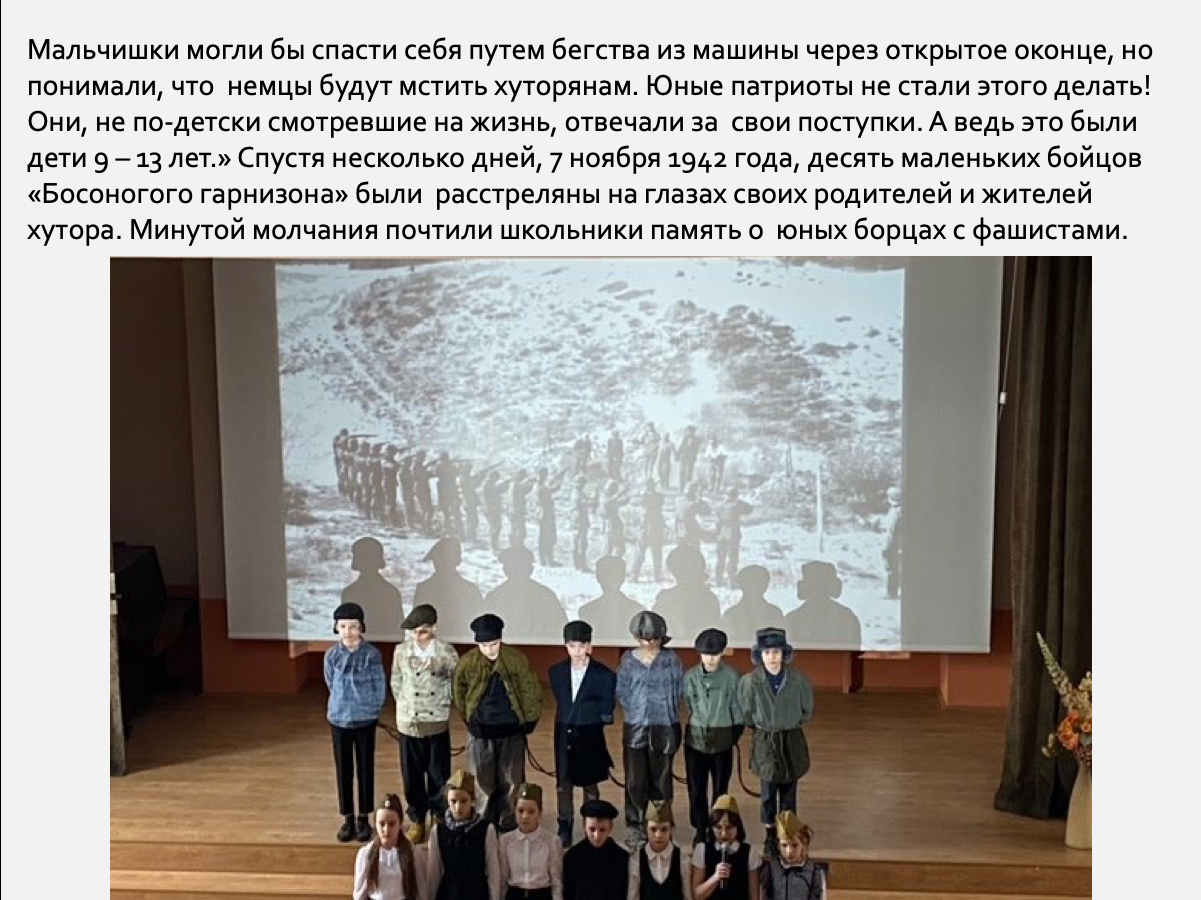 Мальчишки могли бы спасти себя путем бегства из машины через открытое оконце, но
понимали, что  немцы будут мстить хуторянам. Юные патриоты не стали этого делать!
Они, не по-детски смотревшие на жизнь, отвечали за  свои поступки. А ведь это были
дети 9 – 13 лет.» Спустя несколько дней, 7 ноября 1942 года, десять маленьких бойцов
«Босоногого гарнизона» были  расстреляны на глазах своих родителей и жителей
хутора. Минутой молчания почтили школьники память о  юных борцах с фашистами.